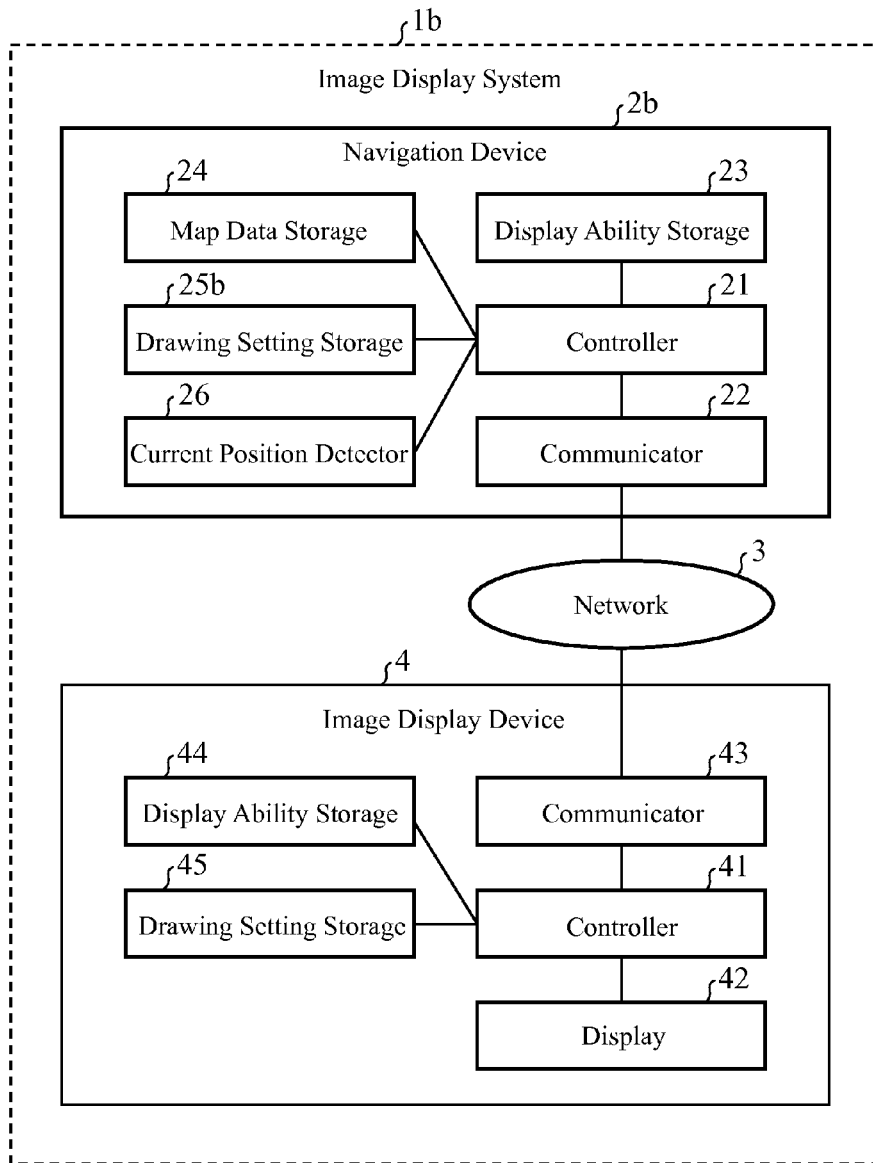 1b
Image Display System
2b
Navigation Device
24
23
Map Data Storage
Display Ability Storage
25b
21
Drawing Setting Storage
Controller
26
22
Current Position Detector
Communicator
3
Network
4
Image Display Device
44
43
Display Ability Storage
Communicator
45
41
Drawing Setting Storage
Controller
42
Display